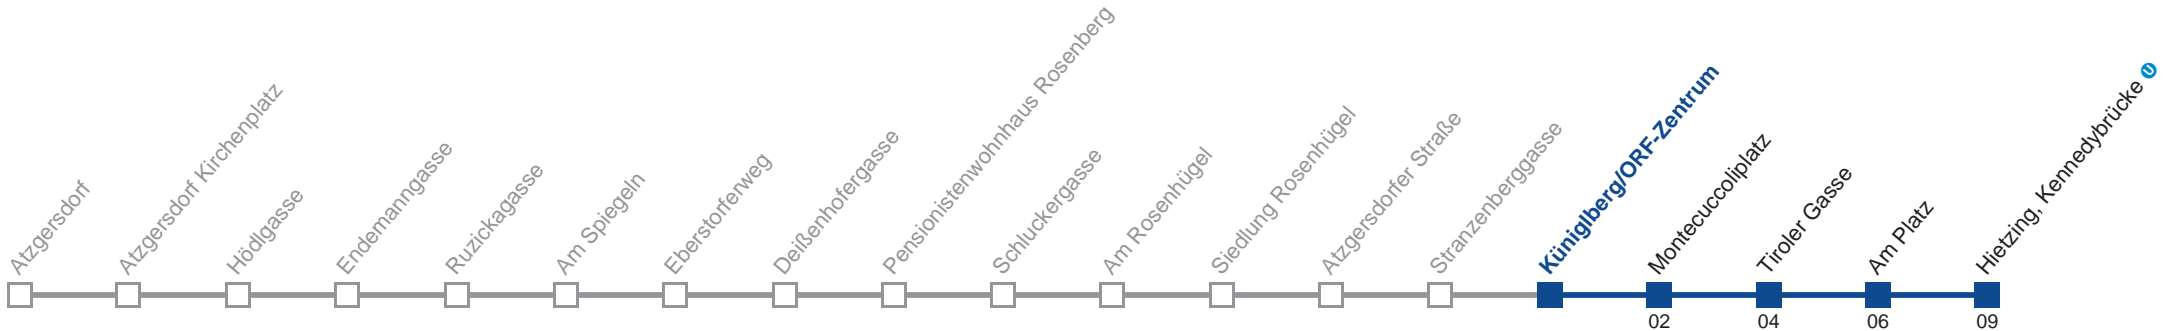 Atzgersdorf
Atzgersdorf Kirchenplatz
Hödlgasse
Endemanngasse
Ruzickagasse
Am Spiegeln
Eberstorferweg
Deißenhofergasse
Pensionistenwohnhaus Rosenberg
Schluckergasse
Am Rosenhügel
Siedlung Rosenhügel
Atzgersdorfer Straße
Stranzenberggasse
Küniglberg/ORF-Zentrum
Montecuccoliplatz
Tiroler Gasse
Am Platz
Hietzing, Kennedybrücke U
02 04 06 09